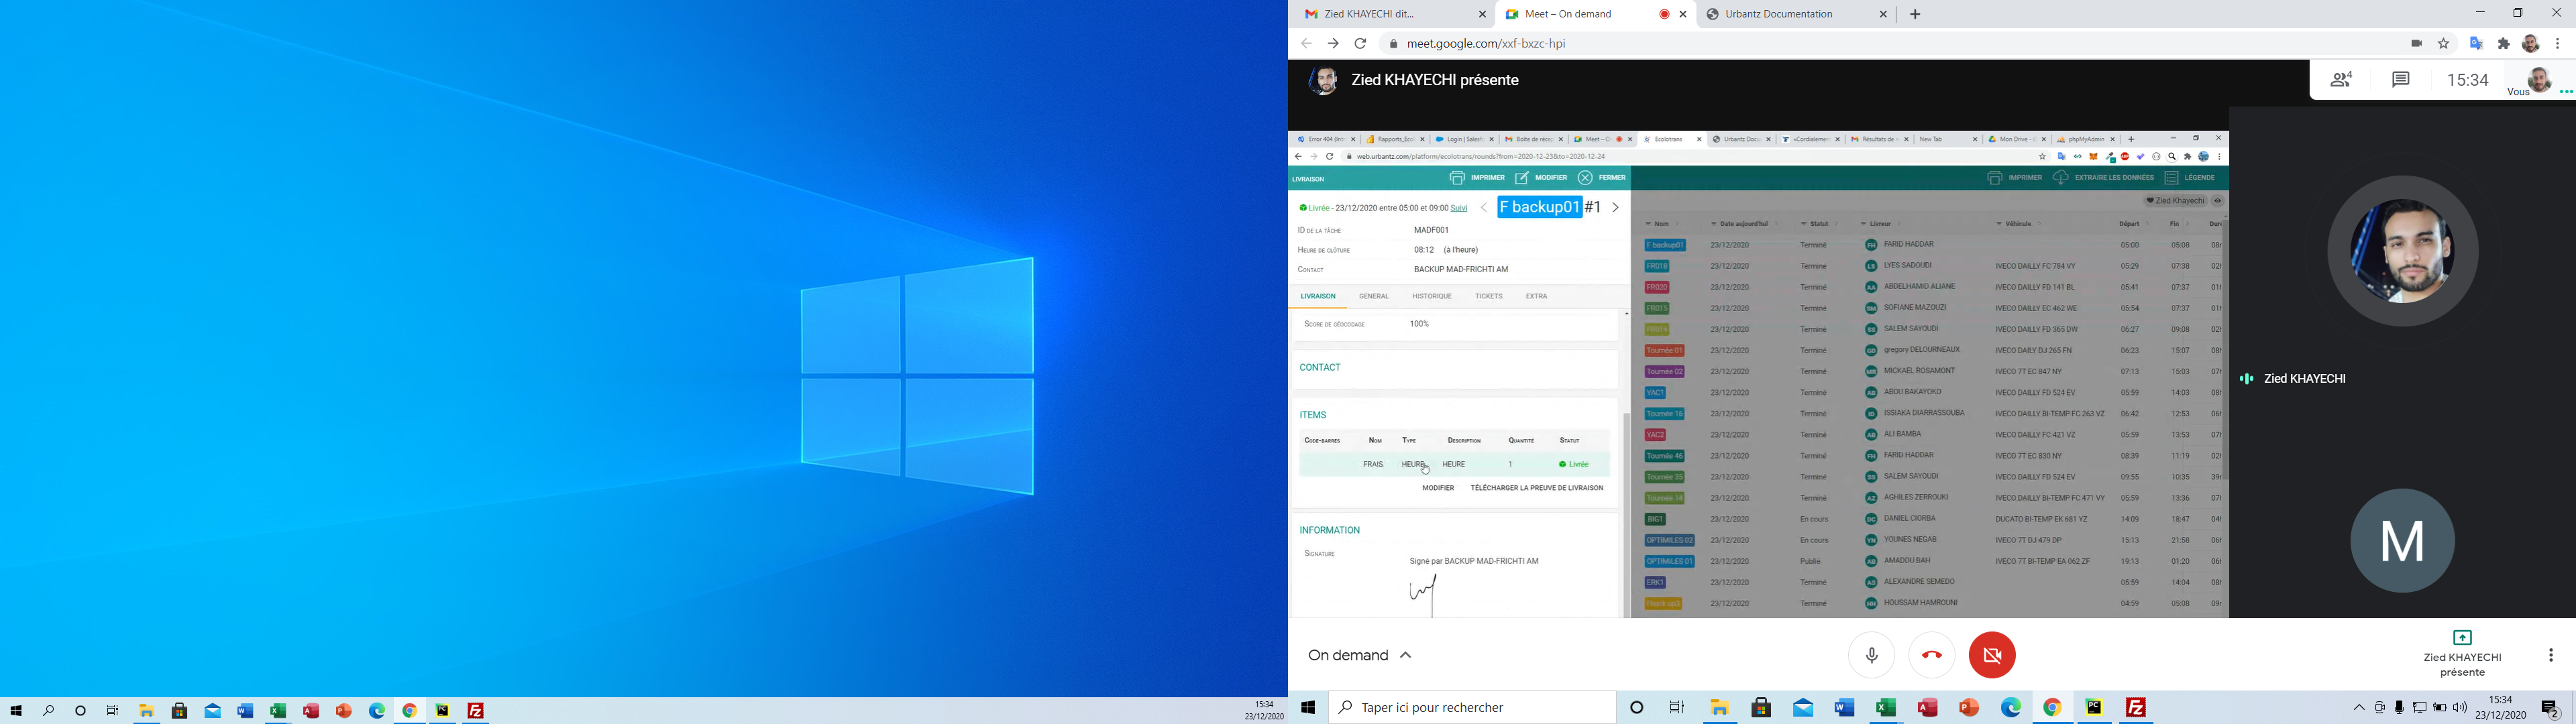 Zied KHAYECHI dit...
Meet – On demand
Urbantz Documentation
meet.google.com/xxf-bxzc-hpi
Zied KHAYECHI présente
4
15:34
Vous
Error 404 (Int
Rapports_Eco
Login | Salesf
Boîte de récep
Meet – O
Ecolotrans
Urbantz Docu
«Cordialemen
Résultats de
New Tab
Mon Drive –
phpMyAdmin
web.urbantz.com/platform/ecolotrans/rounds?from=2020-12-23&to=2020-12-24
LIVRAISON
IMPRIMER
MODIFIER
FERMER
IMPRIMER
EXTRAIRE LES DONNÉES
LÉGENDE
Livrée - 23/12/2020 entre 05:00 et 09:00 Suivi
F backup01 #1
Zied.Khayechi
ID DE LA TÂCHE MADF001
HEURE DE CLÔTURE 08:12 (à l'heure)
CONTACT BACKUP MAD-FRICHTI AM
LIVRAISON GENERAL HISTORIQUE TICKETS EXTRA
SCORE DE GÉOCODAGE 100%
CONTACT
ITEMS
CODE-BARRES NOM TYPE DESCRIPTION QUANTITÉ STATUT
FRAIS HEURE HEURE 1 Livrée
MODIFIER TÉLÉCHARGER LA PREUVE DE LIVRAISON
INFORMATION
SIGNATURE
Signé par BACKUP MAD-FRICHTI AM
Nom Date aujourd'hui Statut Livreur Véhicule Départ Fin
F backup01 23/12/2020 Terminé FH FARID HADDAR 05:00 05:08
FR018 23/12/2020 Terminé LS LYES SADOUDI IVECO DAILLY FC 784 VY 05:29 07:38
FR020 23/12/2020 Terminé AA ABDELHAMID ALIANE IVECO DAILLY FD 141 BL 05:41 07:37
FR015 23/12/2020 Terminé SM SOFIANE MAZOUZI IVECO DAILLY EC 462 WE 05:54 07:37
FR014 23/12/2020 Terminé SS SALEM SAYOUDI IVECO DAILLY FD 365 DW 06:27 09:08
Tournée 01 23/12/2020 Terminé GD gregory DELOURNEAUX IVECO DAILY DJ 265 FN 06:23 15:07
Tournée 02 23/12/2020 Terminé MR MICKAEL ROSAMONT IVECO 7T EC 847 NY 07:13 15:03
YAC1 23/12/2020 Terminé AB ABOU BAKAYOKO IVECO DAILLY FD 524 EV 05:59 14:03
Tournée 16 23/12/2020 Terminé ID ISSIAKA DIARRASSOUBA IVECO DAILLY BI-TEMP FC 263 VZ 06:42 12:53
YAC2 23/12/2020 Terminé AB ALI BAMBA IVECO DAILLY FC 421 VZ 05:59 13:53
Tournée 46 23/12/2020 Terminé FH FARID HADDAR IVECO 7T EC 830 NY 08:39 11:19
Tournée 35 23/12/2020 Terminé SS SALEM SAYOUDI IVECO DAILLY FD 524 EV 09:55 10:35
Tournée 14 23/12/2020 Terminé AZ AGHILES ZERROUKI IVECO DAILLY BI-TEMP FC 471 VY 05:59 13:36
BIG1 23/12/2020 En cours DC DANIEL CIORBA DUCATO BI-TEMP EK 681 YZ 14:09 18:47
OPTIMILES 02 23/12/2020 En cours YN YOUNES NEGAB IVECO 7T DJ 479 DP 15:13 21:58
OPTIMILES 01 23/12/2020 Publié AB AMADOU BAH IVECO 7T BI-TEMP EA 062 ZF 19:13 01:20
ERK1 23/12/2020 Terminé AS ALEXANDRE SEMEDO 05:59 14:04
23/12/2020 Terminé HH HOUSSAM HAMROUNI 04:59 05:08
Zied KHAYECHI
M
On demand
Zied KHAYECHI
présente
15:34
23/12/2020
Taper ici pour rechercher
15:34
23/12/2020
2